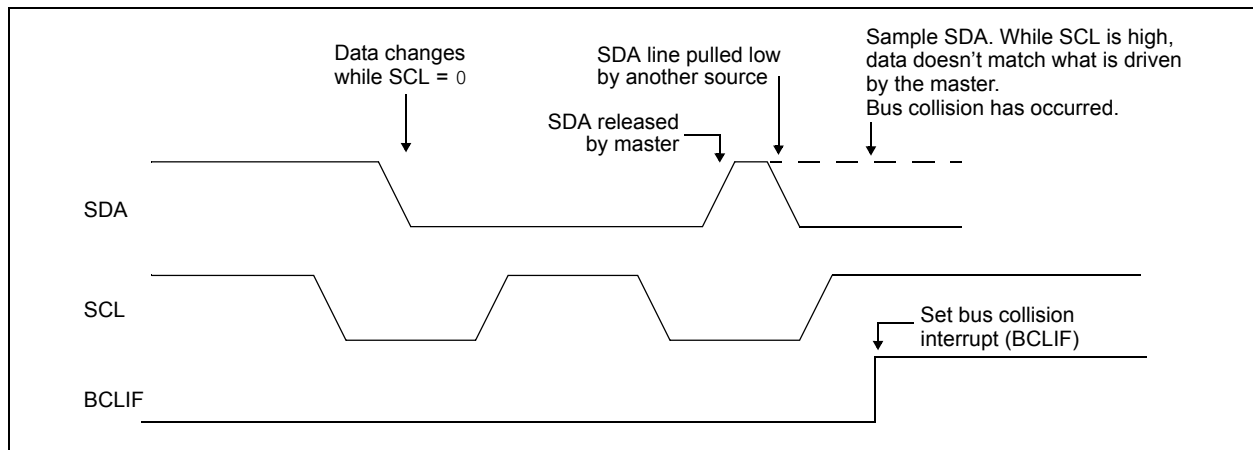 Data changes
while SCL = 0
SDA line pulled low
by another source
SDA released
by master
Sample SDA. While SCL is high,
data doesn’t match what is driven
by the master.
Bus collision has occurred.
SDA
SCL
Set bus collision
interrupt (BCLIF)
BCLIF